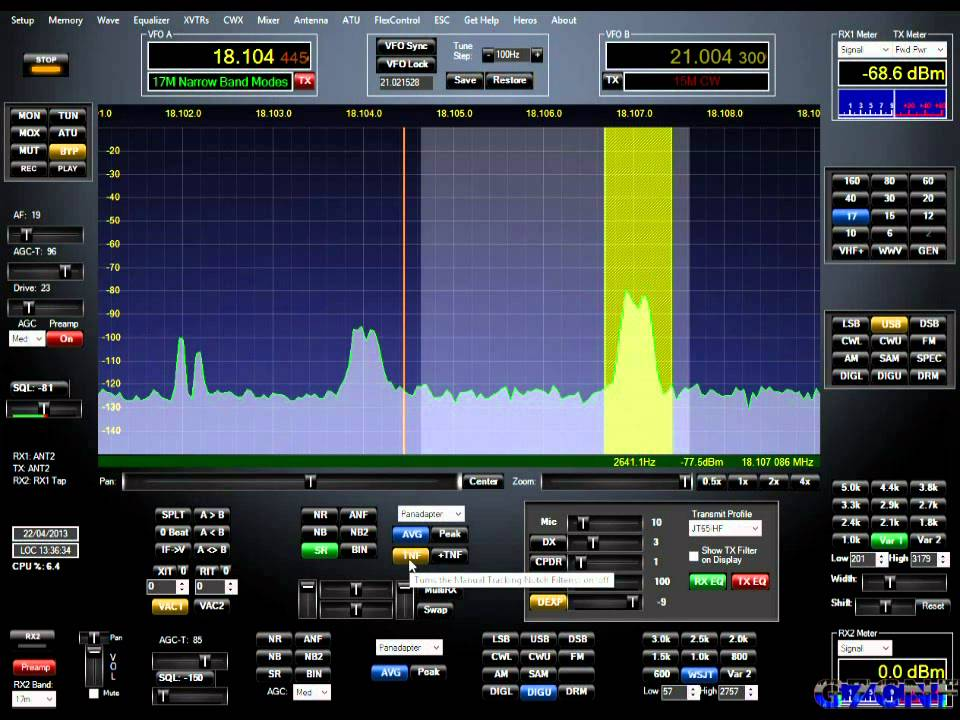 Setup Memory Wave Equalizer XVTRs CWX Mixer Antenna ATU FlexControl ESC Get Help Heros About
STOP
VFO A
18.104 445
17M Narrow Band Modes TX
VFO Sync
VFO Lock
21.021528
Tune Step: - 100Hz +
Save Restore
VFO B
21.004 300
TX 15M CW
RX1 Meter TX Meter
Signal Fwd Pwr
-68.6 dBm
1 3 5 7 9 +20 +40 +60
MON TUN
MOX ATU
MUT BYP
REC PLAY
AF: 19
AGC-T: 96
Drive: 23
AGC Preamp
Med On
SQL: -81
RX1: ANT2
TX: ANT2
RX2: RX1 Tap
1.0 18.102.0 18.103.0 18.104.0 18.105.0 18.106.0 18.107.0 18.108.0 18.10
-20
-30
-40
-50
-60
-70
-80
-90
-100
-110
-120
-130
-140
2641.1Hz -77.5dBm 18.107 086 MHz
Pan: Center Zoom: 0.5x 1x 2x 4x
160 80 60
40 30 20
17 15 12
10 6 2
VHF+ WWV GEN
LSB USB DSB
CWL CWU FM
AM SAM SPEC
DIGL DIGU DRM
5.0k 4.4k 3.8k
3.3k 2.9k 2.7k
2.4k 2.1k 1.8k
1.0k Var 1 Var 2
Low 201 High 3179
Width:
Shift: Reset
22/04/2013
LOC 13:36:34
CPU %: 6.4
SPLT A > B
0 Beat A < B
IF->V A <> B
XIT 0 RIT 0
0 0
VAC1 VAC2
NR ANF
NB NB2
SR BIN
Panadapter
AVG Peak
TNF +TNF
Turns the Manual Tracking Notch Filters on/off
MultiRX
Swap
Mic 10
DX 3
CPDR 1
100
DEXP -9
Transmit Profile
JT65-HF
Show TX Filter on Display
RX EQ TX EQ
RX2
Preamp
RX2 Band:
17m
Pan
VOL
Mute
AGC-T: 85
SQL: -150
NR ANF
NB NB2
SR BIN
AGC: Med
Panadapter
AVG Peak
LSB USB DSB
CWL CWU FM
AM SAM
DIGL DIGU DRM
3.0k 2.5k 2.0k
1.5k 1.0k 800
600 WSJT Var 2
Low 57 High 2757
RX2 Meter
Signal
0.0 dBm